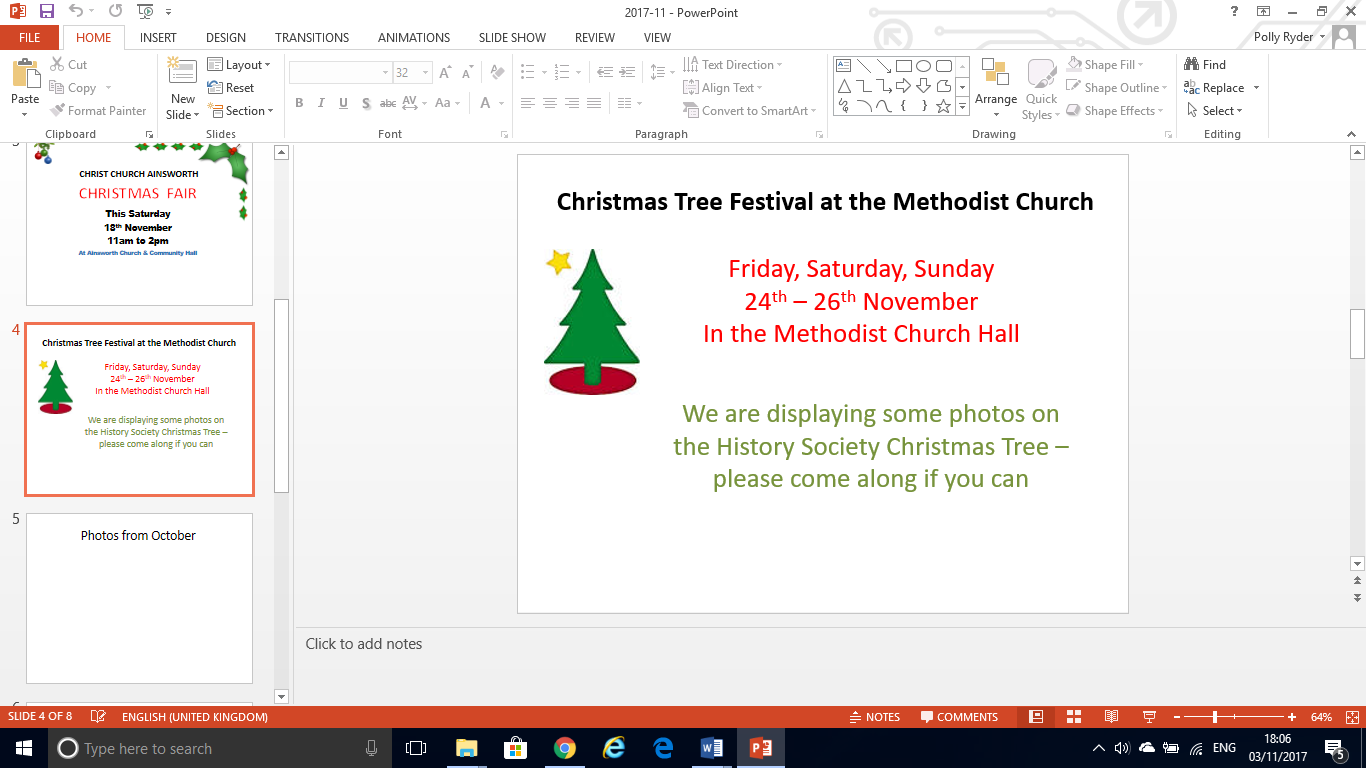 2017-11 - PowerPoint
FILE HOME INSERT DESIGN TRANSITIONS ANIMATIONS SLIDE SHOW REVIEW VIEW
Polly Ryder
Paste
Cut
Copy
Format Painter
Clipboard
New Slide
Layout
Reset
Section
Slides
32
B I U S abc AV Aa A
Font
Text Direction
Align Text
Convert to SmartArt
Paragraph
Arrange
Quick Styles
Shape Fill
Shape Outline
Shape Effects
Drawing
Find
Replace
Select
Editing
CHRIST CHURCH AINSWORTH
CHRISTMAS FAIR
This Saturday
18th November
11am to 2pm
At Ainsworth Church & Community Hall
4
Christmas Tree Festival at the Methodist Church
Friday, Saturday, Sunday
24th – 26th November
In the Methodist Church Hall
We are displaying some photos on
the History Society Christmas Tree –
please come along if you can
5
Photos from October
Christmas Tree Festival at the Methodist Church
Friday, Saturday, Sunday
24th – 26th November
In the Methodist Church Hall
We are displaying some photos on
the History Society Christmas Tree –
please come along if you can
Click to add notes
SLIDE 4 OF 8 ENGLISH (UNITED KINGDOM) NOTES COMMENTS 64%
Type here to search
ENG
18:06
03/11/2017
5